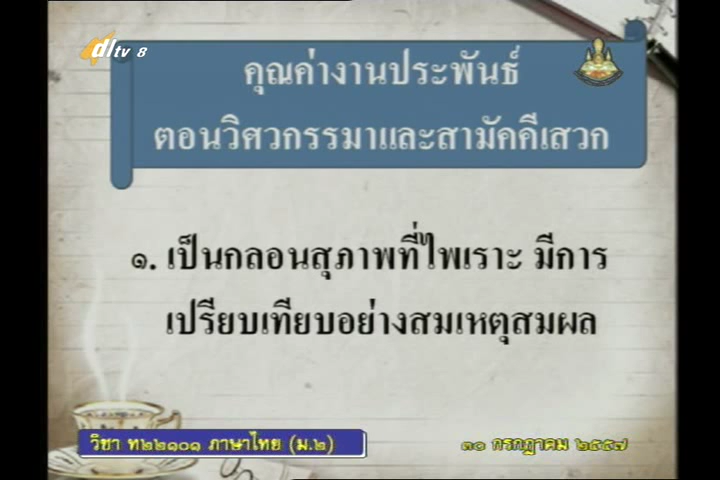 dltv 8
คุณค่างานประพันธ์
ตอนวิศวกรรมาและสามัคคีเสวก
๑. เป็นกลอนสุภาพที่ไพเราะ มีการ
เปรียบเทียบอย่างสมเหตุสมผล
วิชา ท๒๒๑๐๑ ภาษาไทย (ม.๒)
๓๐ กรกฎาคม ๒๕๕๗